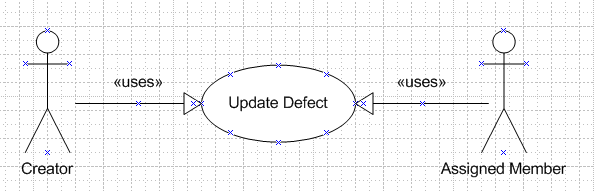 «uses» «uses»
Update Defect
Creator Assigned Member